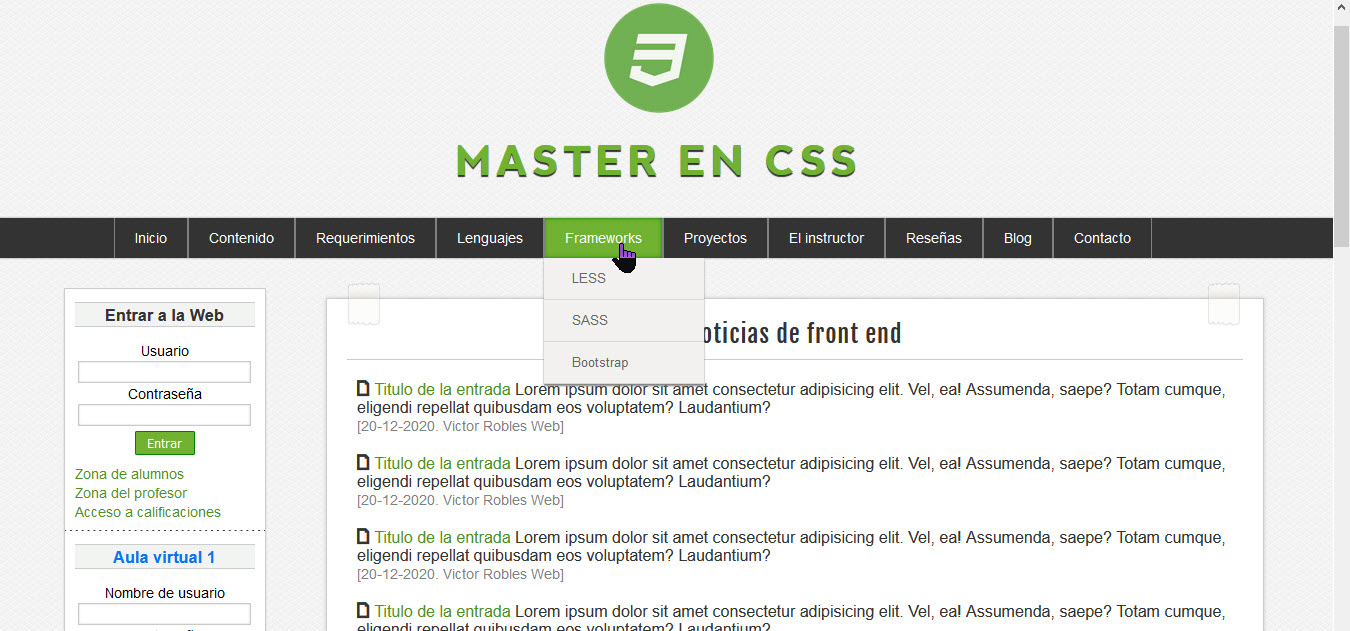 MASTER EN CSS
Inicio Contenido Requerimientos Lenguajes Frameworks Proyectos El instructor Reseñas Blog Contacto
LESS
SASS
Bootstrap
Entrar a la Web
Usuario
Contraseña
Entrar
Zona de alumnos
Zona del profesor
Acceso a calificaciones
Aula virtual 1
Nombre de usuario
oticias de front end
Titulo de la entrada Lorem ipsum dolor sit amet consectetur adipisicing elit. Vel, ea! Assumenda, saepe? Totam cumque,
eligendi repellat quibusdam eos voluptatem? Laudantium?
[20-12-2020. Victor Robles Web]
Titulo de la entrada Lorem ipsum dolor sit amet consectetur adipisicing elit. Vel, ea! Assumenda, saepe? Totam cumque,
eligendi repellat quibusdam eos voluptatem? Laudantium?
[20-12-2020. Victor Robles Web]
Titulo de la entrada Lorem ipsum dolor sit amet consectetur adipisicing elit. Vel, ea! Assumenda, saepe? Totam cumque,
eligendi repellat quibusdam eos voluptatem? Laudantium?
[20-12-2020. Victor Robles Web]
Titulo de la entrada Lorem ipsum dolor sit amet consectetur adipisicing elit. Vel, ea! Assumenda, saepe? Totam cumque,
eligendi repellat quibusdam eos voluptatem? Laudantium?